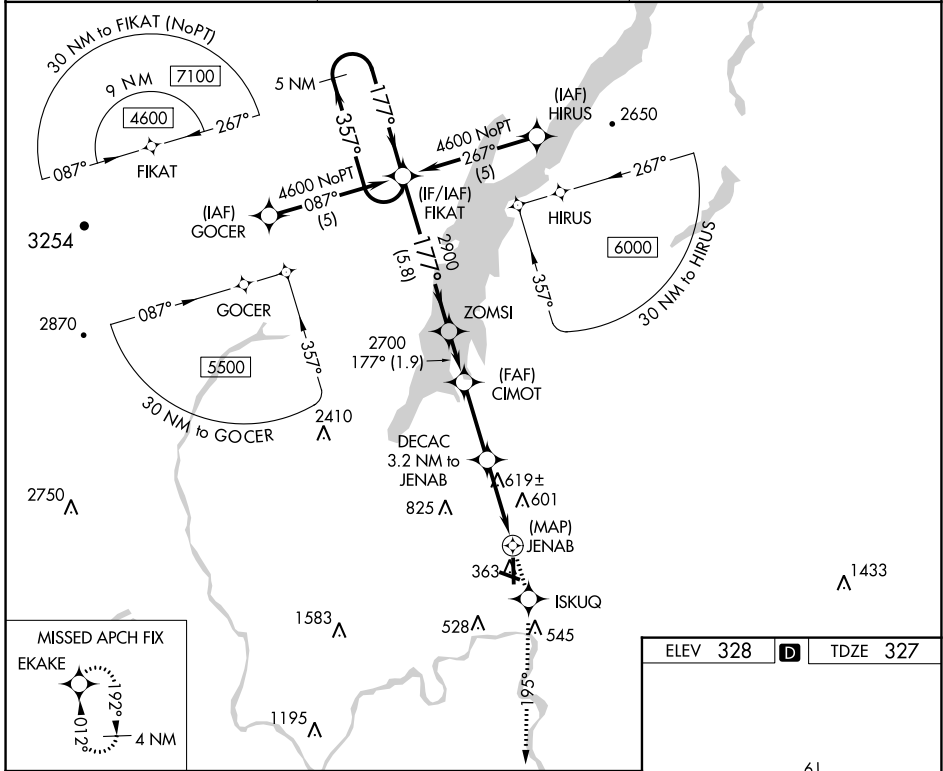 30 NM to FIKAT (NoPT)
7100
9 NM
4600
087°
267°
FIKAT
5 NM
357°
177°
(IAF)
HIRUS
2650
4600 NoPT
267°
(5)
4600 NoPT
087°
(5)
(IF/IAF)
FIKAT
(IAF)
GOCER
3254
267°
HIRUS
6000
357°
30 NM to HIRUS
2900
177°
(5.8)
087°
GOCER
357°
5500
30 NM to GOCER
2870
ZOMSI
2700
177° (1.9)
(FAF)
CIMOT
2410
DECAC
3.2 NM to
JENAB
619±
601
825
2750
(MAP)
JENAB
363
1433
ISKUQ
1583
528
545
195°
1195
MISSED APCH FIX
EKAKE
192°
012°
4 NM
ELEV 328
D
TDZE 327